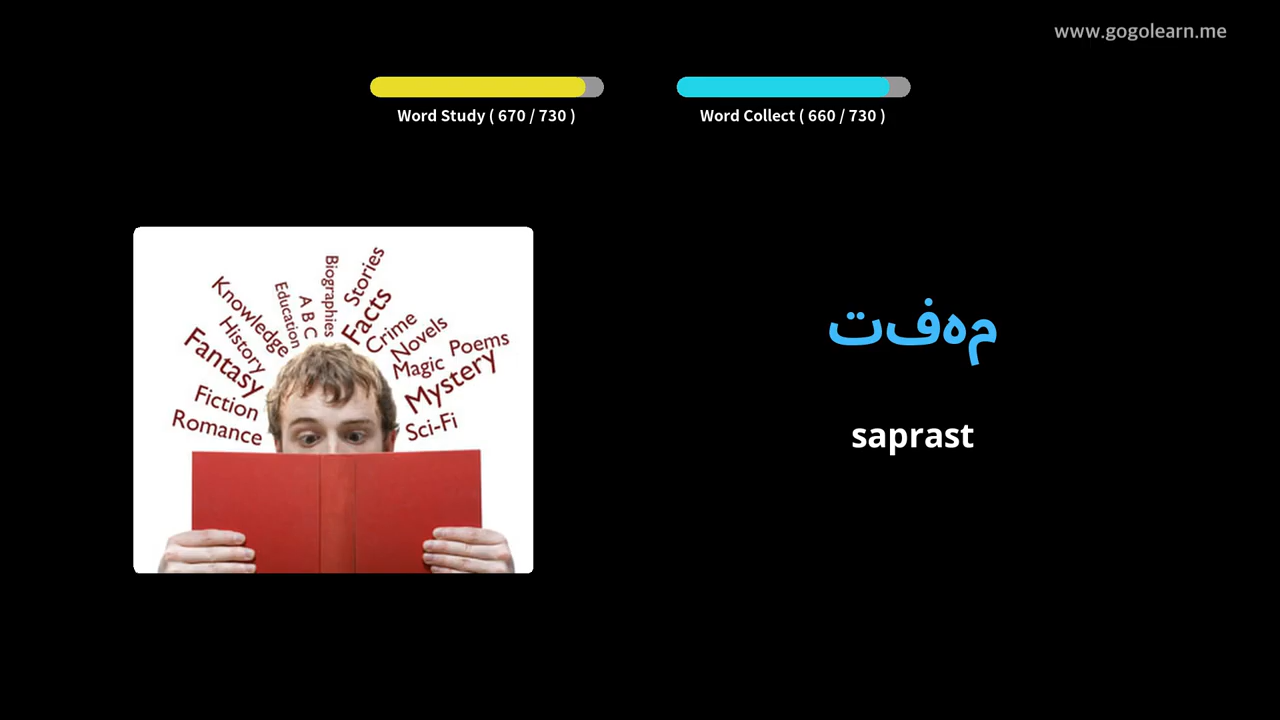 www.gogolearn.me
Word Study ( 670 / 730 )
Word Collect ( 660 / 730 )
Biographies
Stories
Knowledge
Education
A B C
Facts
History
Crime
Novels
Fantasy
Magic
Poems
Mystery
Fiction
Romance
Sci-Fi
مهفت
saprast